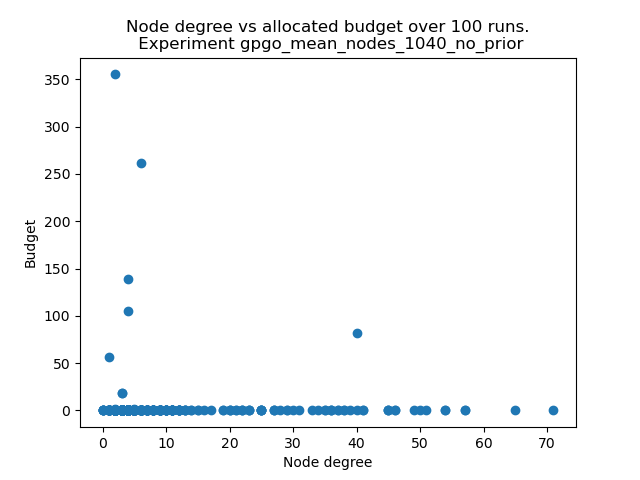 Node degree vs allocated budget over 100 runs.
Experiment gpgo_mean_nodes_1040_no_prior
350
300
250
200
150
100
50
0
Budget
0 10 20 30 40 50 60 70
Node degree